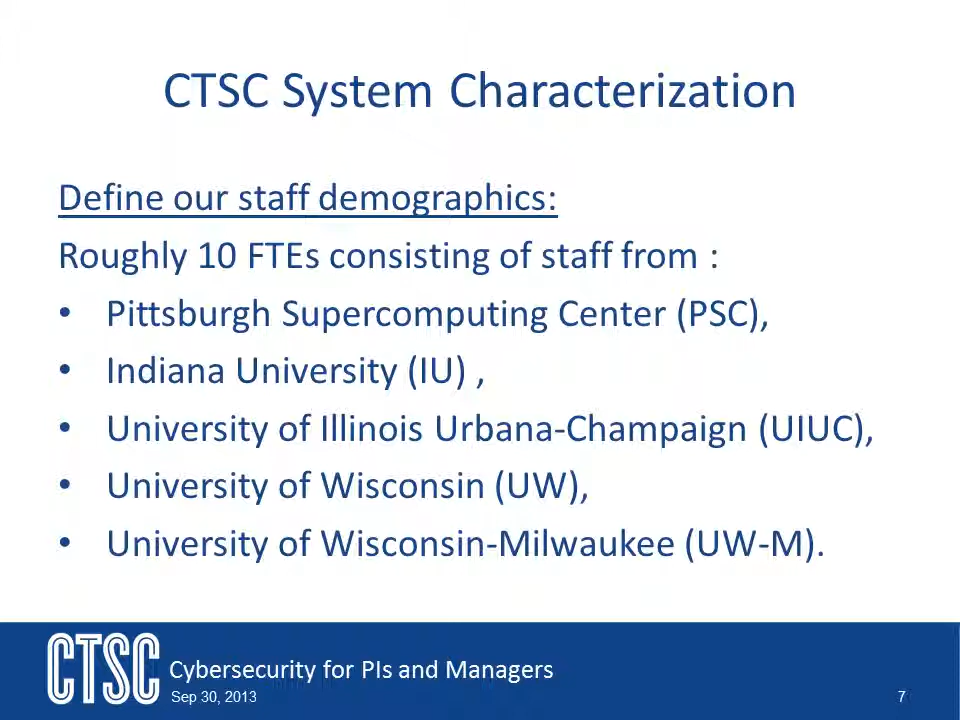 CTSC System Characterization
Define our staff demographics:
Roughly 10 FTEs consisting of staff from :
• Pittsburgh Supercomputing Center (PSC),
• Indiana University (IU) ,
• University of Illinois Urbana-Champaign (UIUC),
• University of Wisconsin (UW),
• University of Wisconsin-Milwaukee (UW-M).
CTSC
Cybersecurity for PIs and Managers
Sep 30, 2013
7